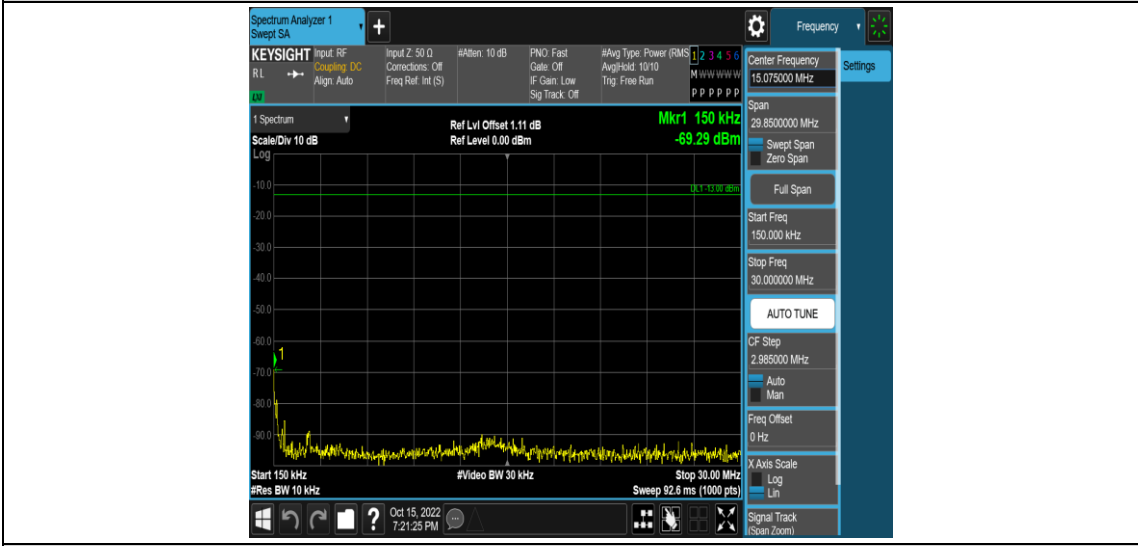 Spectrum Analyzer 1
Swept SA
+
Frequency
KEYSIGHT
RL
Input: RF
Coupling: DC
Align: Auto
Input Z: 50 Ω
Corrections: Off
Freq Ref: Int (S)
#Atten: 10 dB
PNO: Fast
Gate: Off
IF Gain: Low
Sig Track: Off
#Avg Type: Power (RMS
Avg|Hold: 10/10
Trig: Free Run
1 2 3 4 5 6
M W W W W W
P P P P P P
1 Spectrum
Scale/Div 10 dB
Log
Ref Lvl Offset 1.11 dB
Ref Level 0.00 dBm
Mkr1 150 kHz
-69.29 dBm
DL1 -13.00 dBm
-10.0
-20.0
-30.0
-40.0
-50.0
-60.0
1
-70.0
-80.0
-90.0
Start 150 kHz
#Res BW 10 kHz
#Video BW 30 kHz
Stop 30.00 MHz
Sweep 92.6 ms (1000 pts)
?
Oct 15, 2022
7:21:25 PM
Center Frequency
15.075000 MHz
Settings
Span
29.8500000 MHz
Swept Span
Zero Span
Full Span
Start Freq
150.000 kHz
Stop Freq
30.000000 MHz
AUTO TUNE
CF Step
2.985000 MHz
Auto
Man
Freq Offset
0 Hz
X Axis Scale
Log
Lin
Signal Track
(Span Zoom)